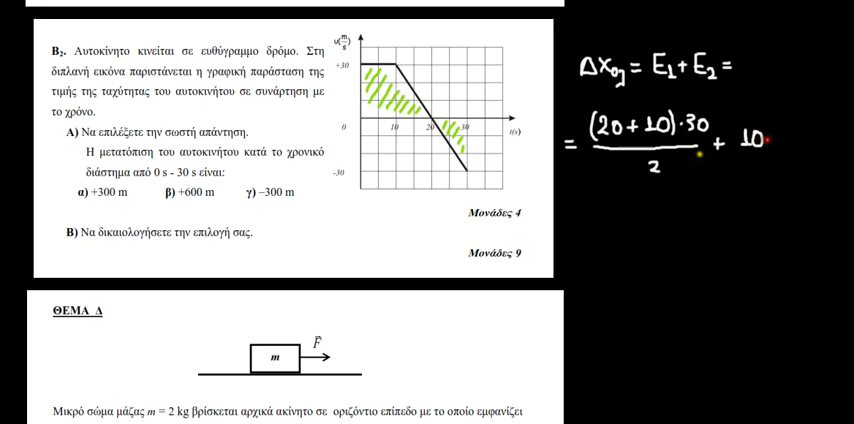 Β₂. Αυτοκίνητο κινείται σε ευθύγραμμο δρόμο. Στη
διπλανή εικόνα παριστάνεται η γραφική παράσταση της
τιμής της ταχύτητας του αυτοκινήτου σε συνάρτηση με
το χρόνο.
Α) Να επιλέξετε την σωστή απάντηση.
Η μετατόπιση του αυτοκινήτου κατά το χρονικό
διάστημα από 0 s - 30 s είναι:
α) +300 m β) +600 m γ) –300 m
υ(m/s)
+30
0 10 20 30 t(s)
-30
Μονάδες 4
Β) Να δικαιολογήσετε την επιλογή σας.
Μονάδες 9
Δx₀λ = E₁ + E₂ =
= (20+10)·30 / 2 + 10·
ΘΕΜΑ Δ
m F⃗
Μικρό σώμα μάζας m = 2 kg βρίσκεται αρχικά ακίνητο σε οριζόντιο επίπεδο με το οποίο εμφανίζει